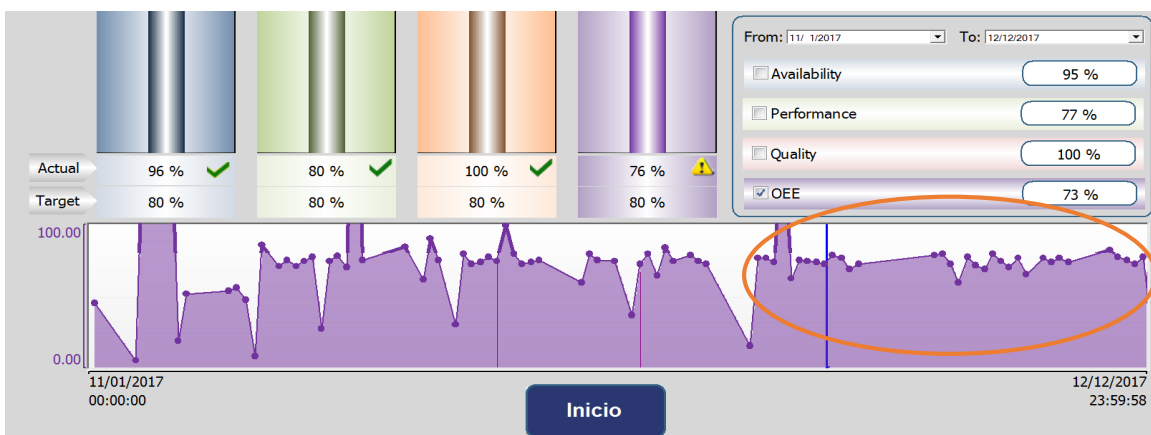 From: 11/ 1/2017 To: 12/12/2017
Availability 95 %
Performance 77 %
Quality 100 %
OEE 73 %
Actual 96 % 80 % 100 % 76 %
Target 80 % 80 % 80 % 80 %
100.00
0.00
11/01/2017 12/12/2017
00:00:00 23:59:58
Inicio